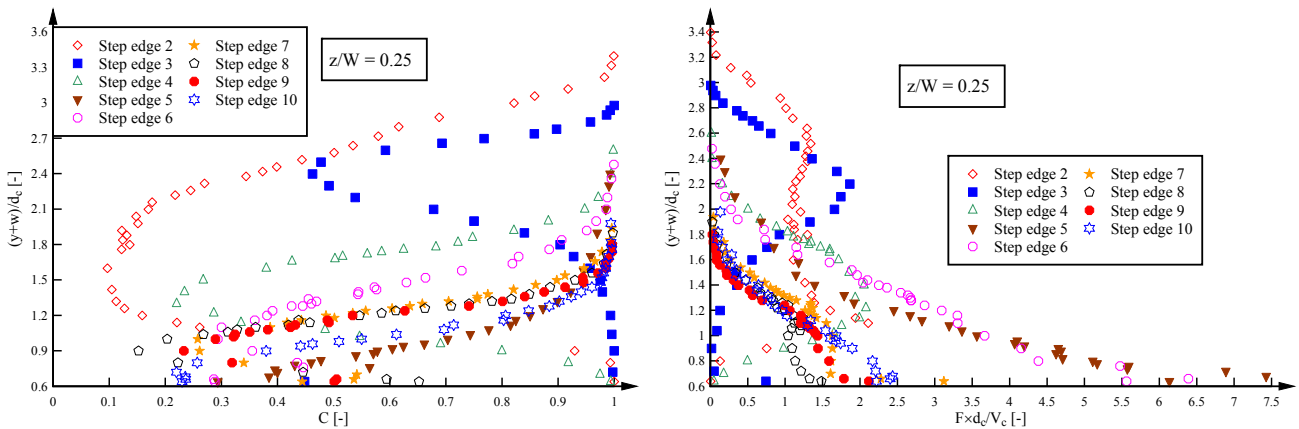 3.6
3.3
3
2.7
2.4
2.1
1.8
1.5
1.2
0.9
0.6
(y+w)/d_c [-]
Step edge 2
Step edge 3
Step edge 4
Step edge 5
Step edge 6
Step edge 7
Step edge 8
Step edge 9
Step edge 10
z/W = 0.25
0 0.1 0.2 0.3 0.4 0.5 0.6 0.7 0.8 0.9 1
C [-]
3.4
3.2
3
2.8
2.6
2.4
2.2
2
1.8
1.6
1.4
1.2
1
0.8
0.6
(y+w)/d_c [-]
z/W = 0.25
Step edge 2
Step edge 3
Step edge 4
Step edge 5
Step edge 6
Step edge 7
Step edge 8
Step edge 9
Step edge 10
0 0.5 1 1.5 2 2.5 3 3.5 4 4.5 5 5.5 6 6.5 7 7.5
F×d_c/V_c [-]